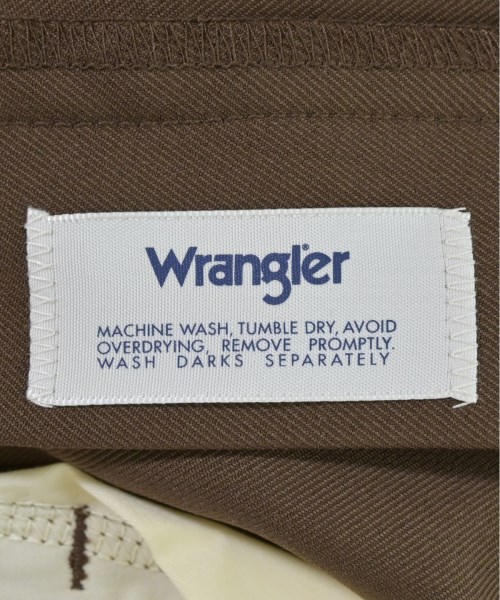 Wrangler
MACHINE WASH, TUMBLE DRY, AVOID
OVERDRYING, REMOVE PROMPTLY.
WASH DARKS SEPARATELY